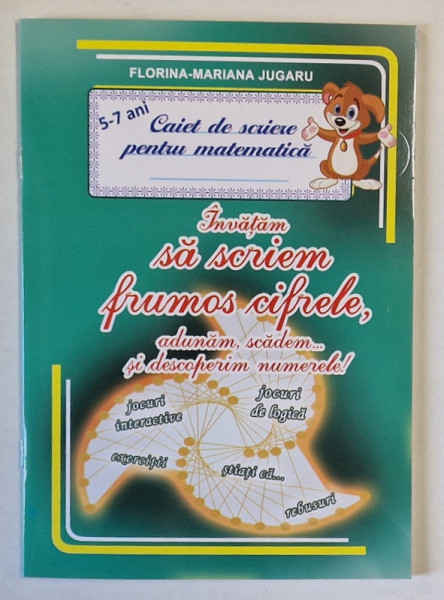 FLORINA-MARIANA JUGARU
5-7 ani
Caiet de scriere
pentru matematică
Învățăm
să scriem
frumos cifrele,
adunăm, scădem...
și descoperim numerele!
jocuri
interactive
jocuri
de logică
exerciții
știați că...
rebusuri